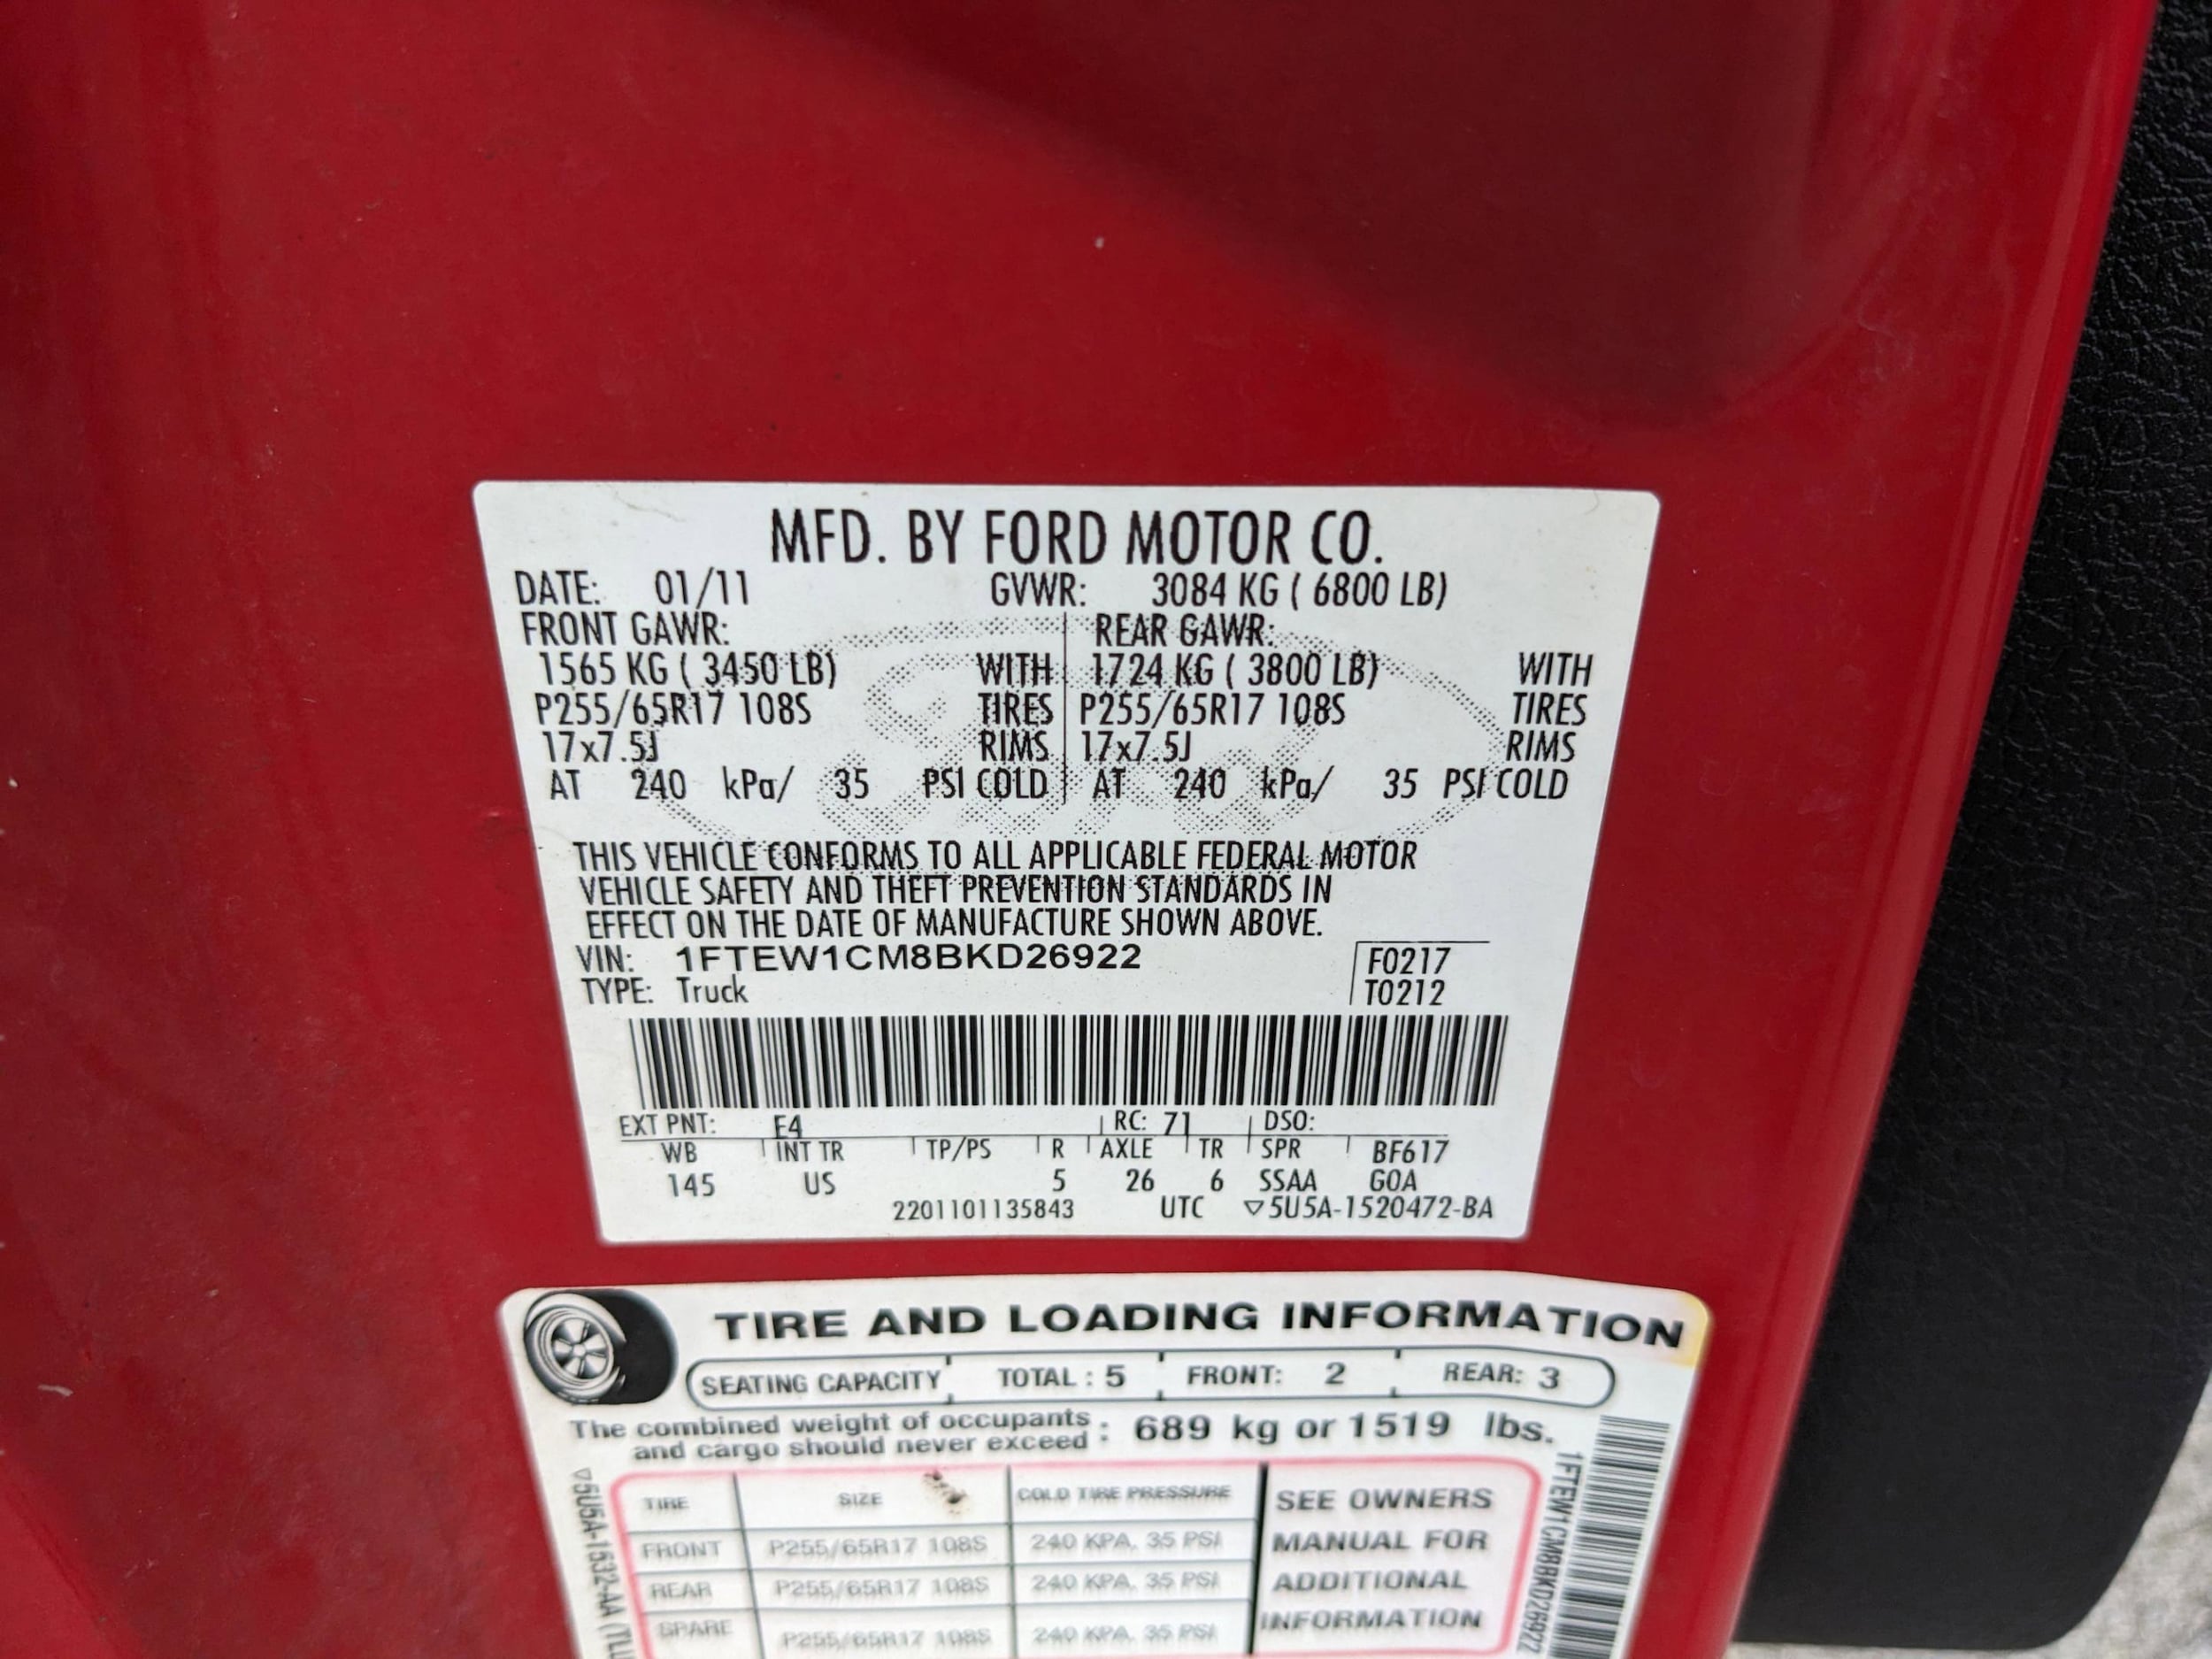 MFD. BY FORD MOTOR CO.
DATE: 01/11 GVWR: 3084 KG ( 6800 LB)
FRONT GAWR: REAR GAWR:
1565 KG ( 3450 LB) WITH 1724 KG ( 3800 LB) WITH
P255/65R17 108S TIRES P255/65R17 108S TIRES
17x7.5J RIMS 17x7.5J RIMS
AT 240 kPa/ 35 PSI COLD AT 240 kPa/ 35 PSI COLD
THIS VEHICLE CONFORMS TO ALL APPLICABLE FEDERAL MOTOR
VEHICLE SAFETY AND THEFT PREVENTION STANDARDS IN
EFFECT ON THE DATE OF MANUFACTURE SHOWN ABOVE.
VIN: 1FTEW1CM8BKD26922 F0217
TYPE: Truck T0212
EXT PNT: E4 RC: 71 DSO:
WB INT TR TP/PS R AXLE TR SPR BF617
145 US 5 26 6 SSAA GOA
2201101135843 UTC ▽5U5A-1520472-BA
TIRE AND LOADING INFORMATION
SEATING CAPACITY TOTAL : 5 FRONT: 2 REAR: 3
The combined weight of occupants
and cargo should never exceed : 689 kg or 1519 lbs.
TIRE SIZE COLD TIRE PRESSURE SEE OWNERS
FRONT P255/65R17 108S 240 KPA, 35 PSI MANUAL FOR
REAR P255/65R17 108S 240 KPA, 35 PSI ADDITIONAL
SPARE P255/65R17 108S 240 KPA, 35 PSI INFORMATION
▽5U5A-1532-AA
1FTEW1CM8BKD26922